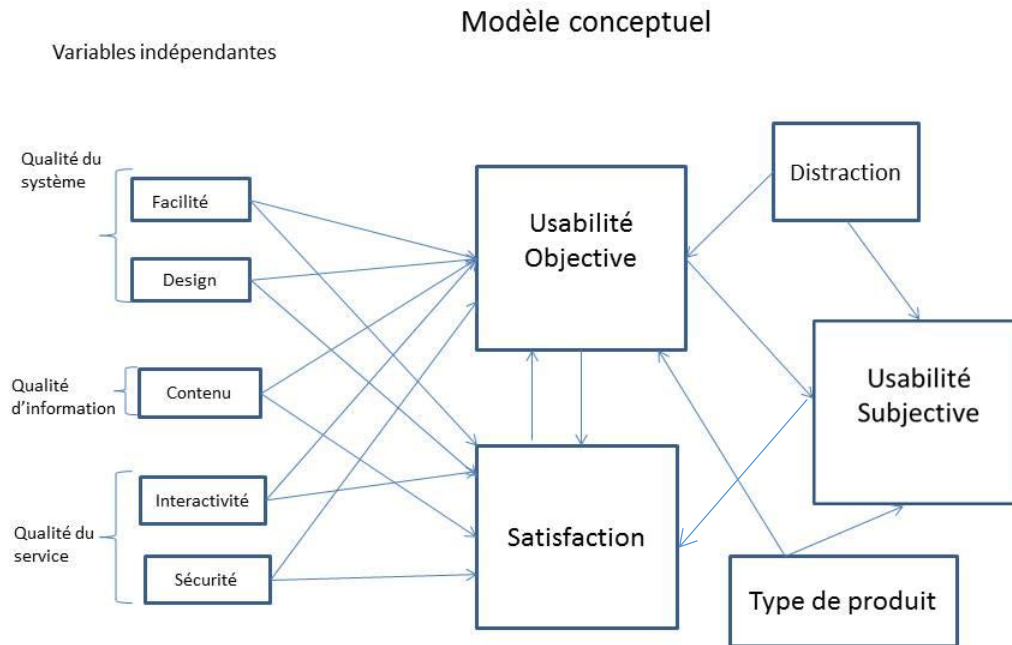 Modèle conceptuel
Variables indépendantes
Qualité du
système
Facilité
Design
Qualité
d’information
Contenu
Qualité du
service
Interactivité
Sécurité
Usabilité
Objective
Satisfaction
Distraction
Usabilité
Subjective
Type de produit